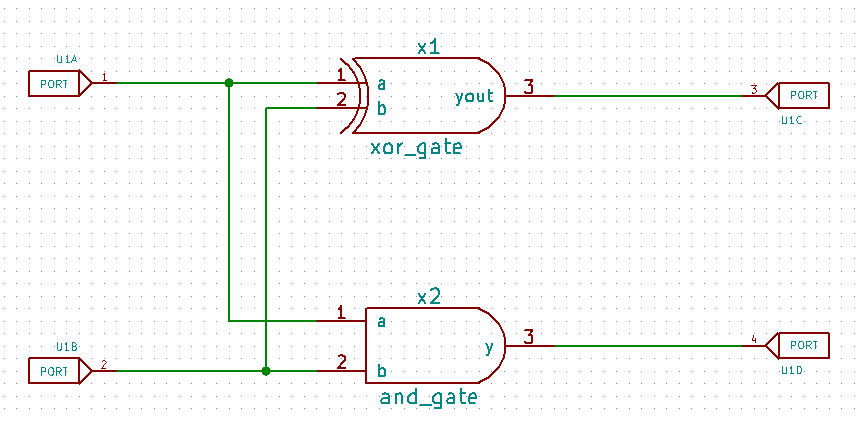 x1
U1A
PORT
1
1
a
2
b
yout
3
3
PORT
U1C
xor_gate
x2
1
a
y
3
4
PORT
U1D
U1B
PORT
2
2
b
and_gate